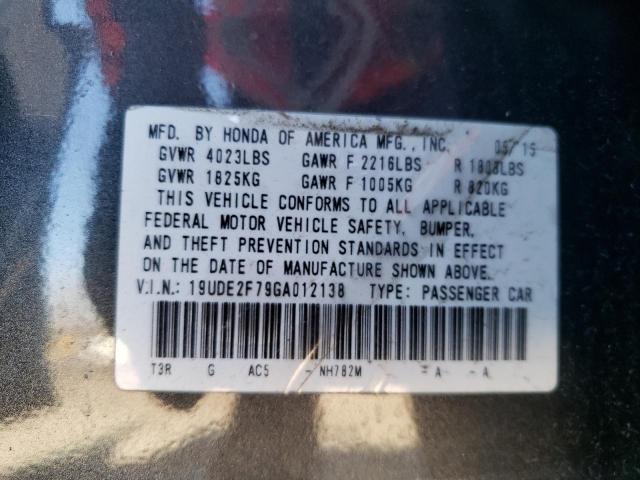 MFD. BY HONDA OF AMERICA MFG., INC. 05/15
GVWR 4023LBS GAWR F 2216LBS R 1808LBS
GVWR 1825KG GAWR F 1005KG R 820KG
THIS VEHICLE CONFORMS TO ALL APPLICABLE
FEDERAL MOTOR VEHICLE SAFETY, BUMPER,
AND THEFT PREVENTION STANDARDS IN EFFECT
ON THE DATE OF MANUFACTURE SHOWN ABOVE.
V.I.N.: 19UDE2F79GA012138 TYPE: PASSENGER CAR
T3R G AC5 - NH782M = A - A